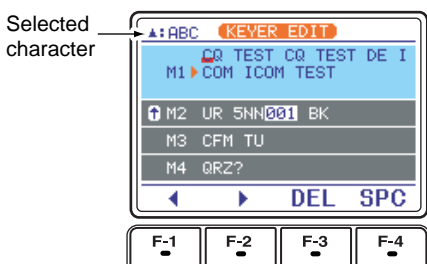 Selected
character
▲:ABC KEYER EDIT
CQ TEST CQ TEST DE I
M1 ▶ COM ICOM TEST
↑ M2 UR 5NN001 BK
M3 CFM TU
M4 QRZ?
◀ ▶ DEL SPC
F-1 F-2 F-3 F-4